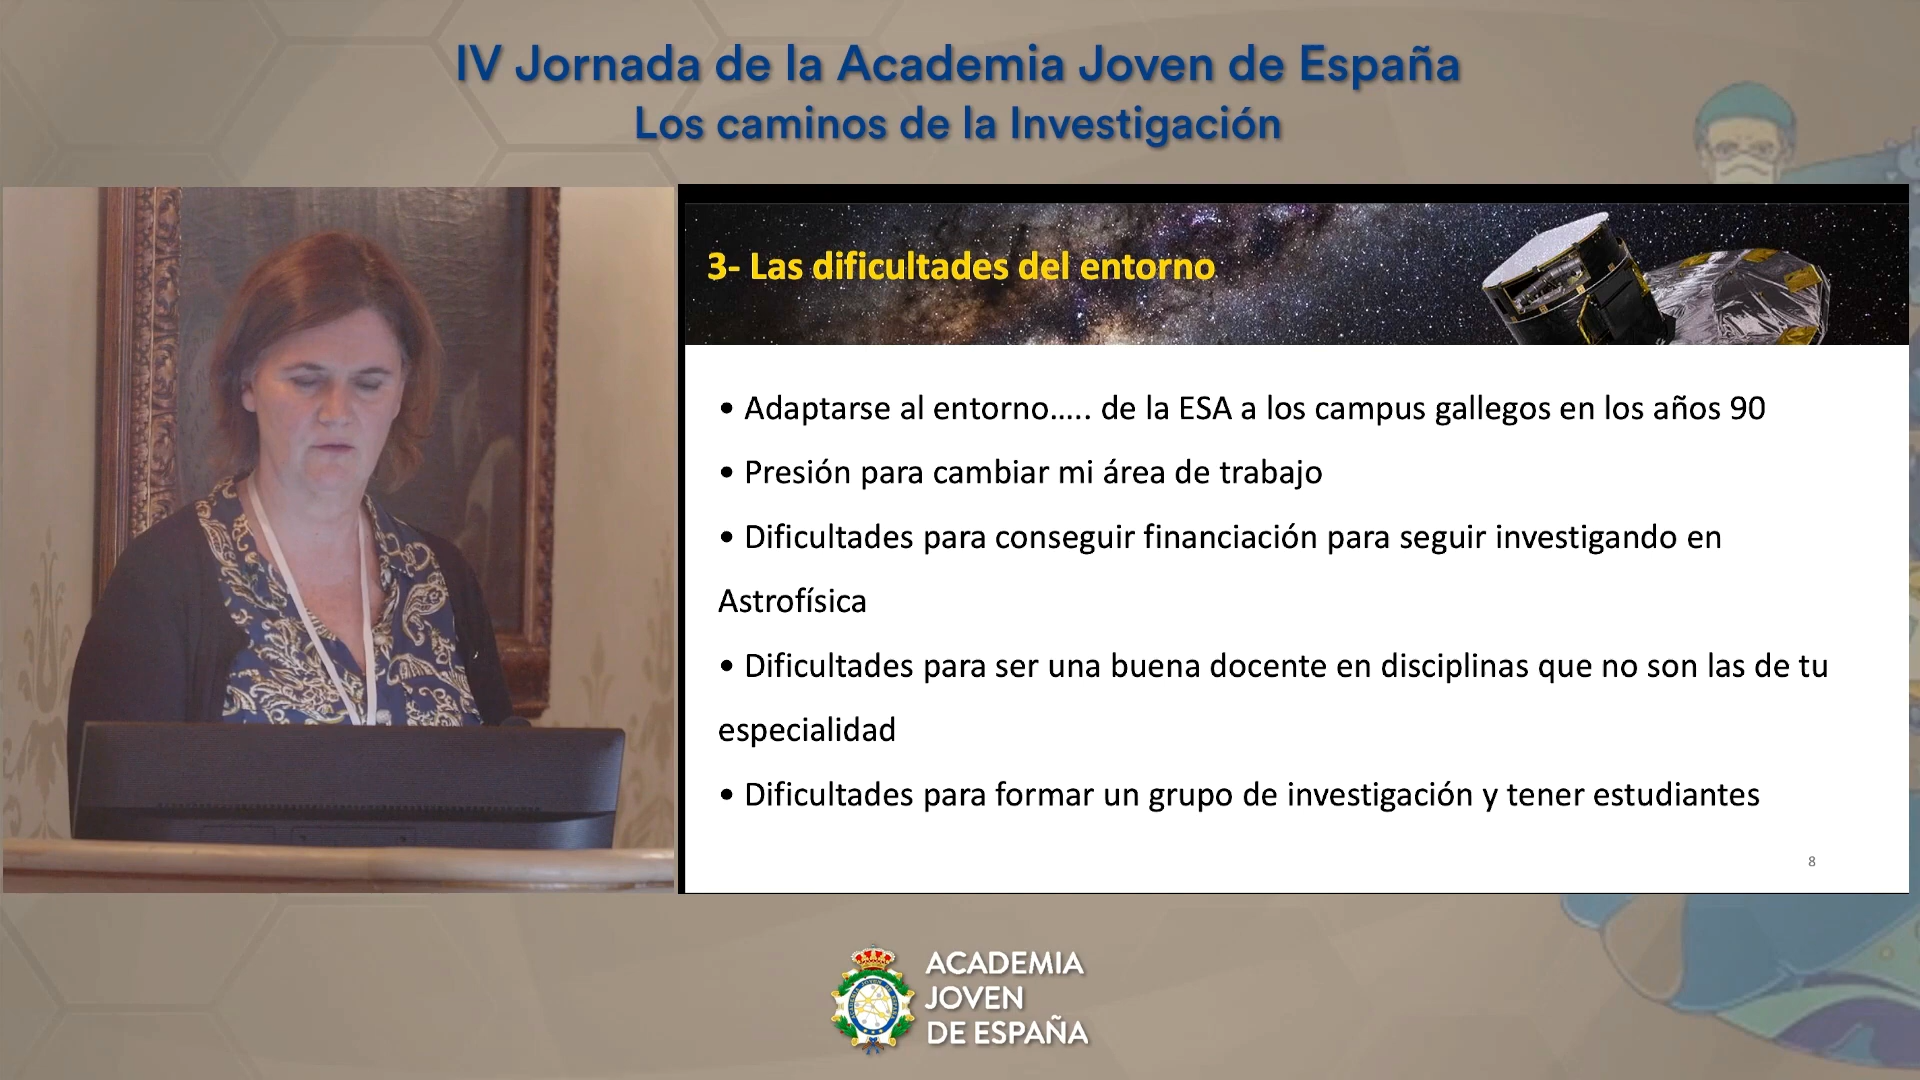 IV Jornada de la Academia Joven de España
Los caminos de la Investigación
3- Las dificultades del entorno
• Adaptarse al entorno..... de la ESA a los campus gallegos en los años 90
• Presión para cambiar mi área de trabajo
• Dificultades para conseguir financiación para seguir investigando en
Astrofísica
• Dificultades para ser una buena docente en disciplinas que no son las de tu
especialidad
• Dificultades para formar un grupo de investigación y tener estudiantes
8
ACADEMIA
JOVEN
DE ESPAÑA